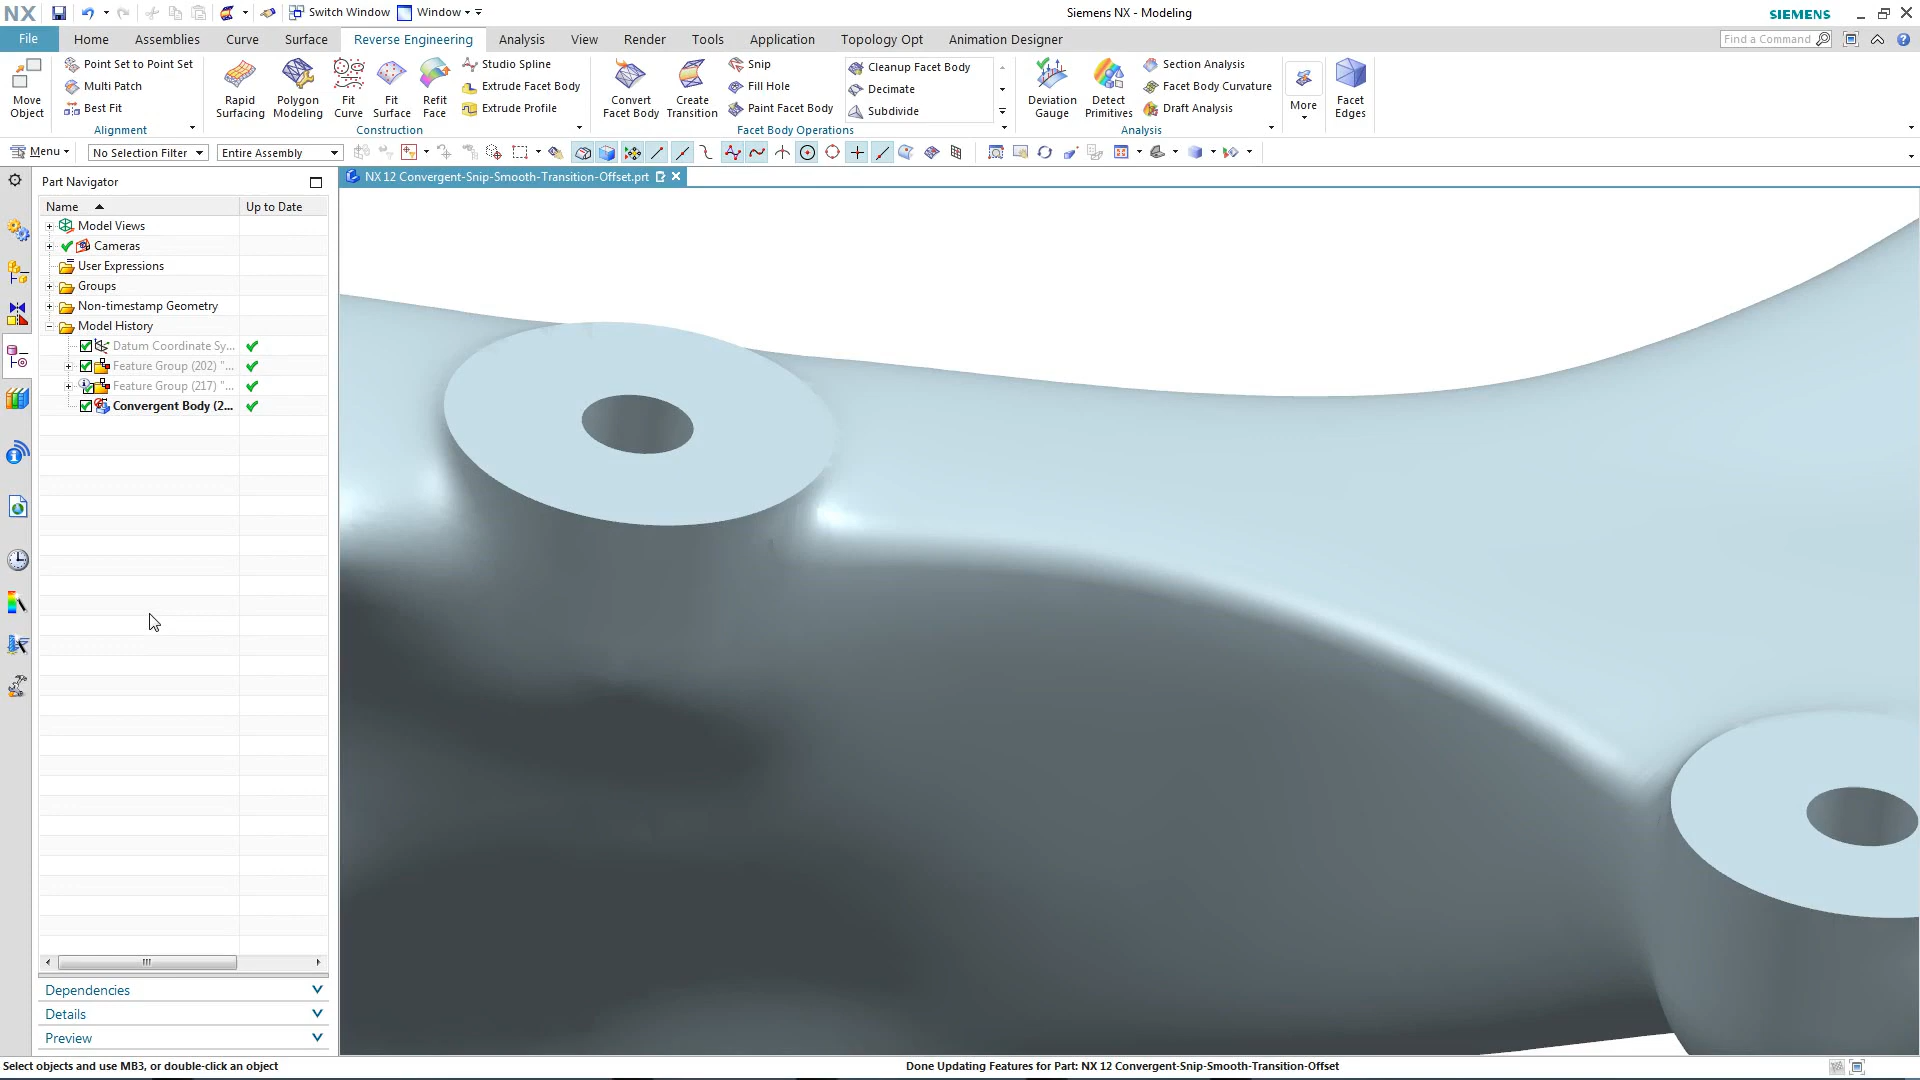 NX
Switch Window
Window
Siemens NX - Modeling
SIEMENS
File
Home
Assemblies
Curve
Surface
Reverse Engineering
Analysis
View
Render
Tools
Application
Topology Opt
Animation Designer
Find a Command
Move Object
Point Set to Point Set
Multi Patch
Best Fit
Alignment
Rapid Surfacing
Polygon Modeling
Fit Curve
Fit Surface
Refit Face
Studio Spline
Extrude Facet Body
Extrude Profile
Construction
Convert Facet Body
Create Transition
Snip
Fill Hole
Paint Facet Body
Cleanup Facet Body
Decimate
Subdivide
Facet Body Operations
Deviation Gauge
Detect Primitives
Section Analysis
Facet Body Curvature
Draft Analysis
Analysis
More
Facet Edges
Menu
No Selection Filter
Entire Assembly
Part Navigator
NX 12 Convergent-Snip-Smooth-Transition-Offset.prt
Name
Up to Date
Model Views
Cameras
User Expressions
Groups
Non-timestamp Geometry
Model History
Datum Coordinate Sy...
Feature Group (202) "...
Feature Group (217) "...
Convergent Body (2...
Dependencies
Details
Preview
Select objects and use MB3, or double-click an object
Done Updating Features for Part: NX 12 Convergent-Snip-Smooth-Transition-Offset